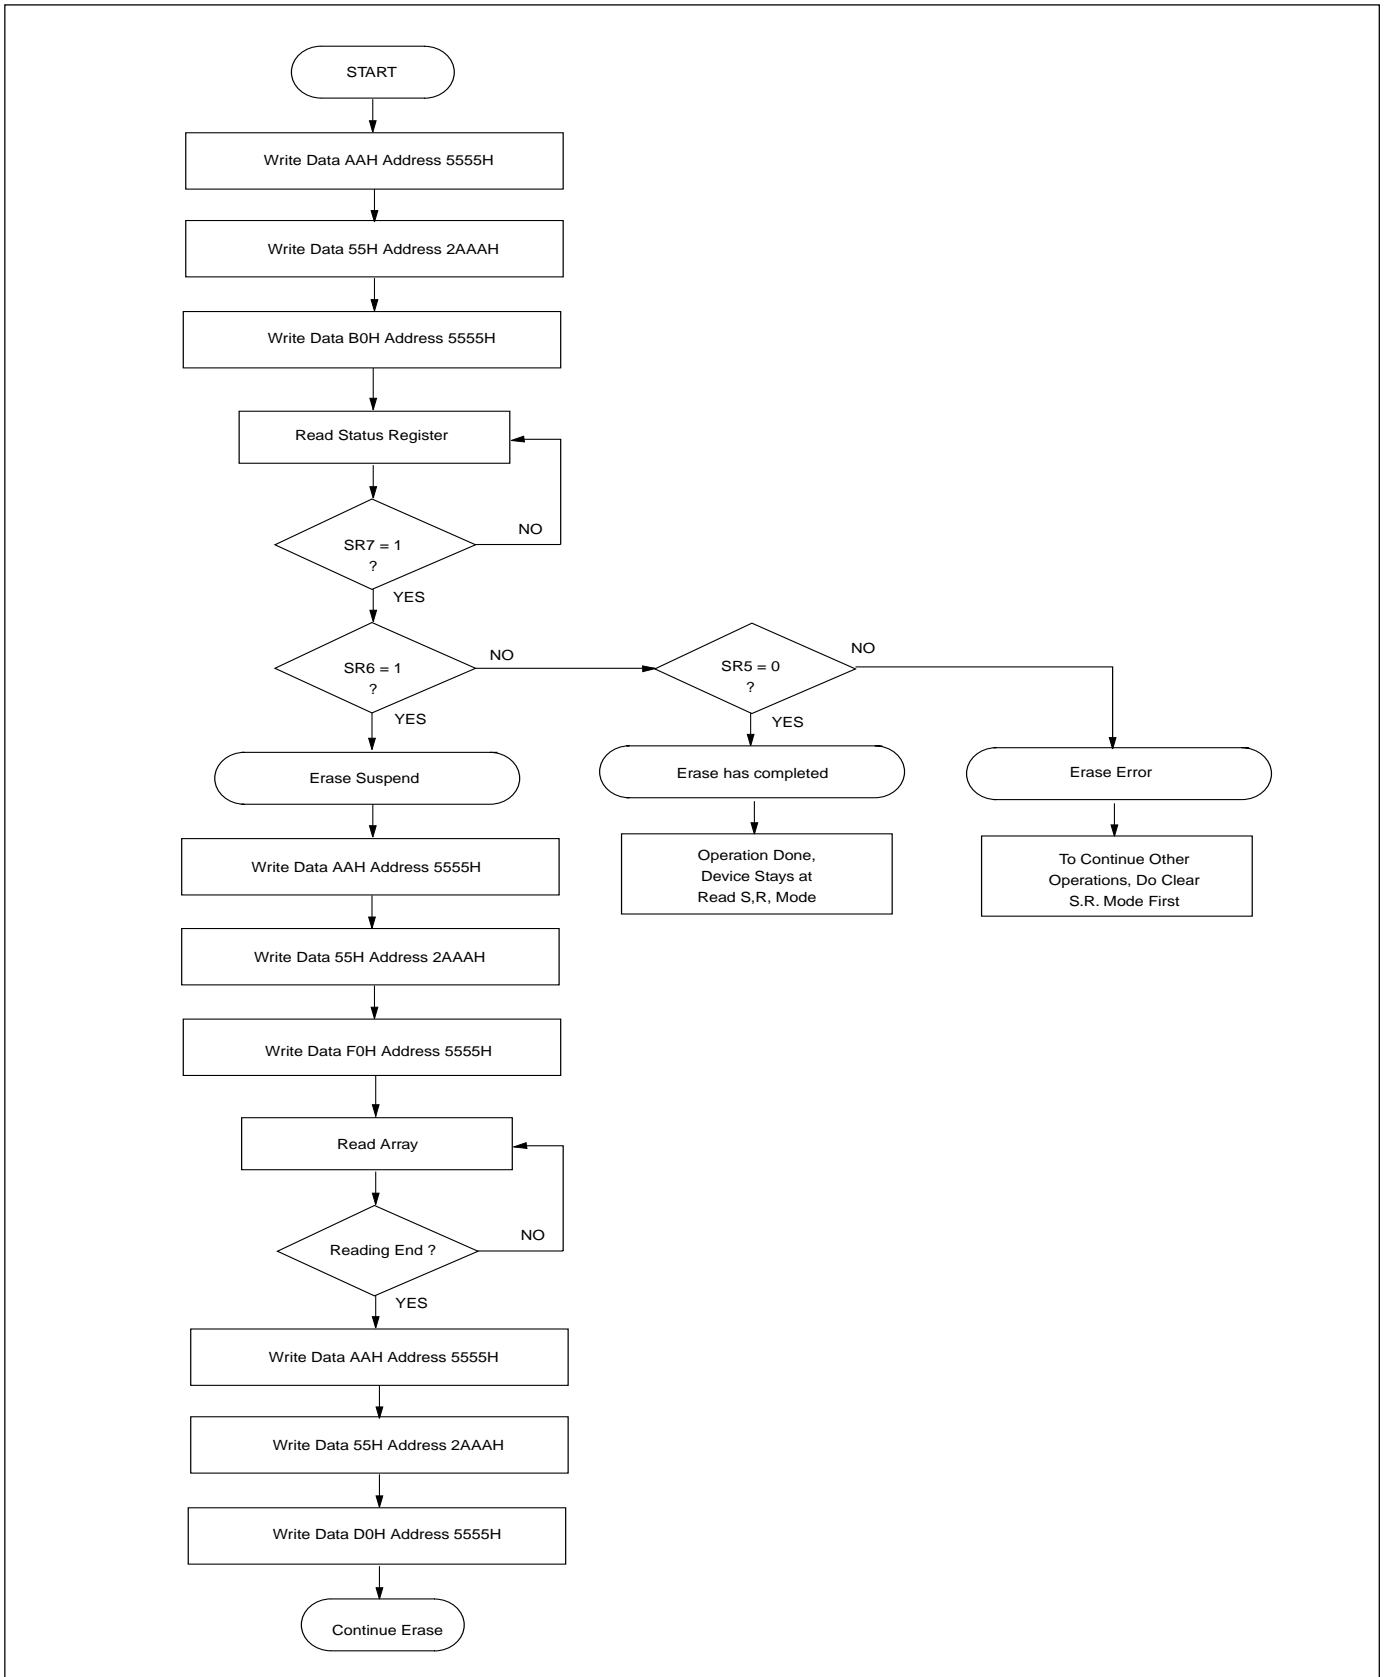 START
Write Data AAH Address 5555H
Write Data 55H Address 2AAAH
Write Data B0H Address 5555H
Read Status Register
NO
SR7 = 1
?
YES
SR6 = 1
?
NO
YES
SR5 = 0
?
NO
YES
Erase Suspend
Erase has completed
Erase Error
Write Data AAH Address 5555H
Operation Done,
Device Stays at
Read S,R, Mode
To Continue Other
Operations, Do Clear
S.R. Mode First
Write Data 55H Address 2AAAH
Write Data F0H Address 5555H
Read Array
NO
Reading End ?
YES
Write Data AAH Address 5555H
Write Data 55H Address 2AAAH
Write Data D0H Address 5555H
Continue Erase